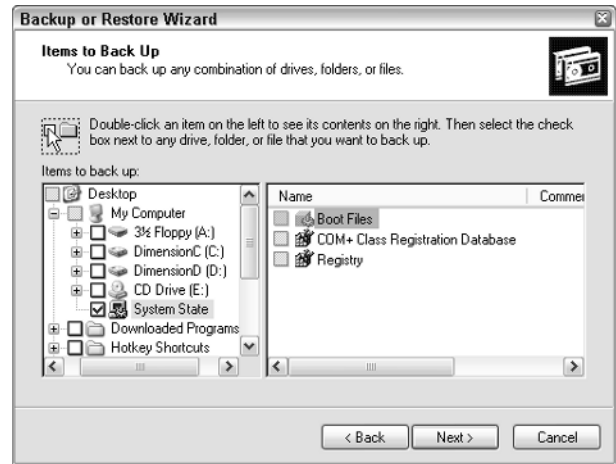 Backup or Restore Wizard
Items to Back Up
You can back up any combination of drives, folders, or files.
Double-click an item on the left to see its contents on the right. Then select the check
box next to any drive, folder, or file that you want to back up.
Items to back up:
Desktop
My Computer
3½ Floppy (A:)
DimensionC (C:)
DimensionD (D:)
CD Drive (E:)
System State
Downloaded Programs
Hotkey Shortcuts
Name Commen
Boot Files
COM+ Class Registration Database
Registry
< Back Next > Cancel